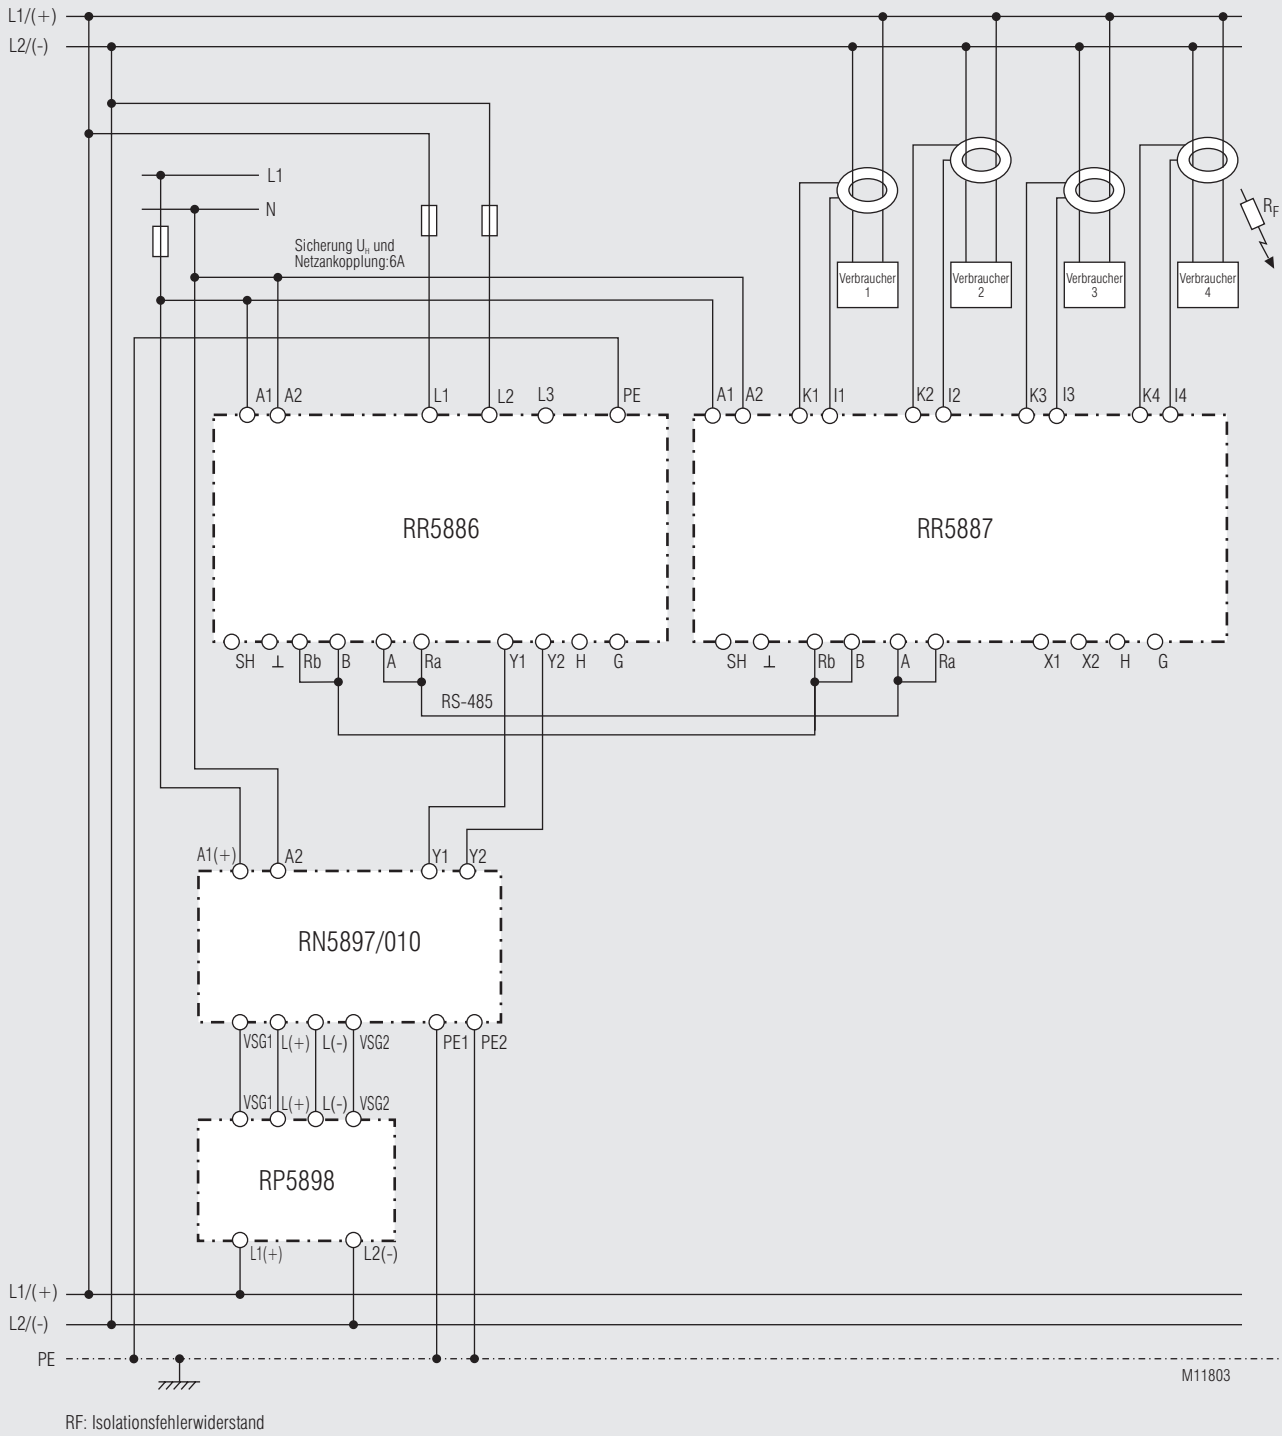 L1/(+)
L2/(-)
L1
N
Sicherung UH und
Netzankopplung:6A
RF
Verbraucher
1
Verbraucher
2
Verbraucher
3
Verbraucher
4
A1 A2 L1 L2 L3 PE A1 A2 K1 I1 K2 I2 K3 I3 K4 I4
RR5886
RR5887
SH ⊥ Rb B A Ra Y1 Y2 H G SH ⊥ Rb B A Ra X1 X2 H G
RS-485
A1(+) A2 Y1 Y2
RN5897/010
VSG1 L(+) L(-) VSG2 PE1 PE2
VSG1 L(+) L(-) VSG2
RP5898
L1(+) L2(-)
L1/(+)
L2/(-)
PE
M11803
RF: Isolationsfehlerwiderstand